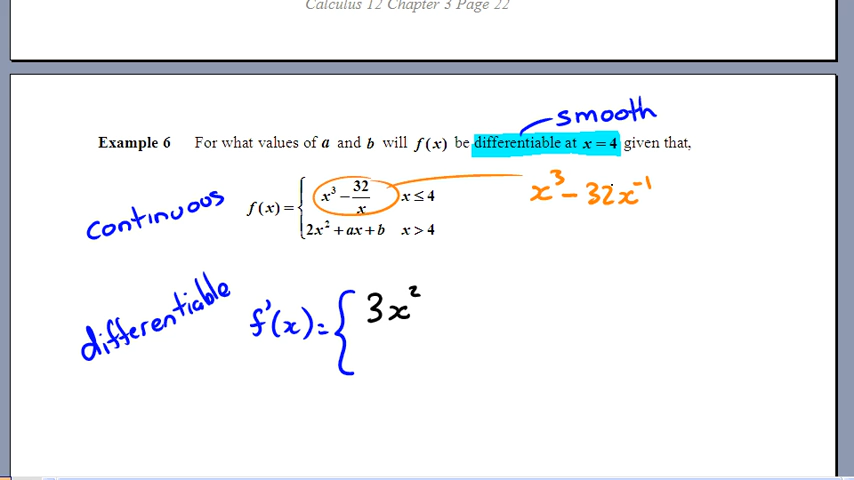 Calculus 12 Chapter 3 Page 22
smooth
Example 6 For what values of a and b will f(x) be differentiable at x = 4 given that,
continuous
f(x) = { x³ − 32/x x ≤ 4
2x² + ax + b x > 4
x³ − 32x⁻¹
differentiable
f'(x) = { 3x²